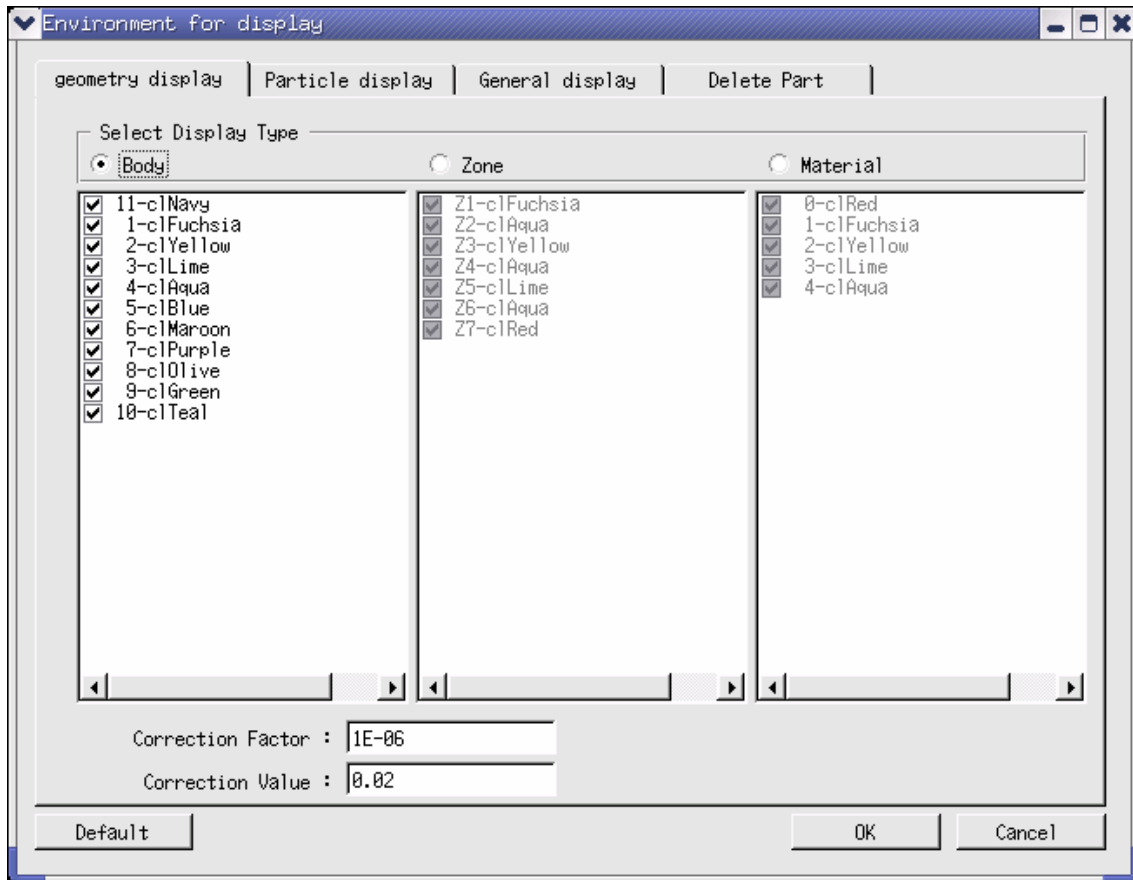 Environment for display
geometry display Particle display General display Delete Part
Select Display Type
Body Zone Material
11-clNavy
1-clFuchsia
2-clYellow
3-clLime
4-clAqua
5-clBlue
6-clMaroon
7-clPurple
8-clOlive
9-clGreen
10-clTeal
Z1-clFuchsia
Z2-clAqua
Z3-clYellow
Z4-clAqua
Z5-clLime
Z6-clAqua
Z7-clRed
0-clRed
1-clFuchsia
2-clYellow
3-clLime
4-clAqua
Correction Factor : 1E-06
Correction Value : 0.02
Default OK Cancel